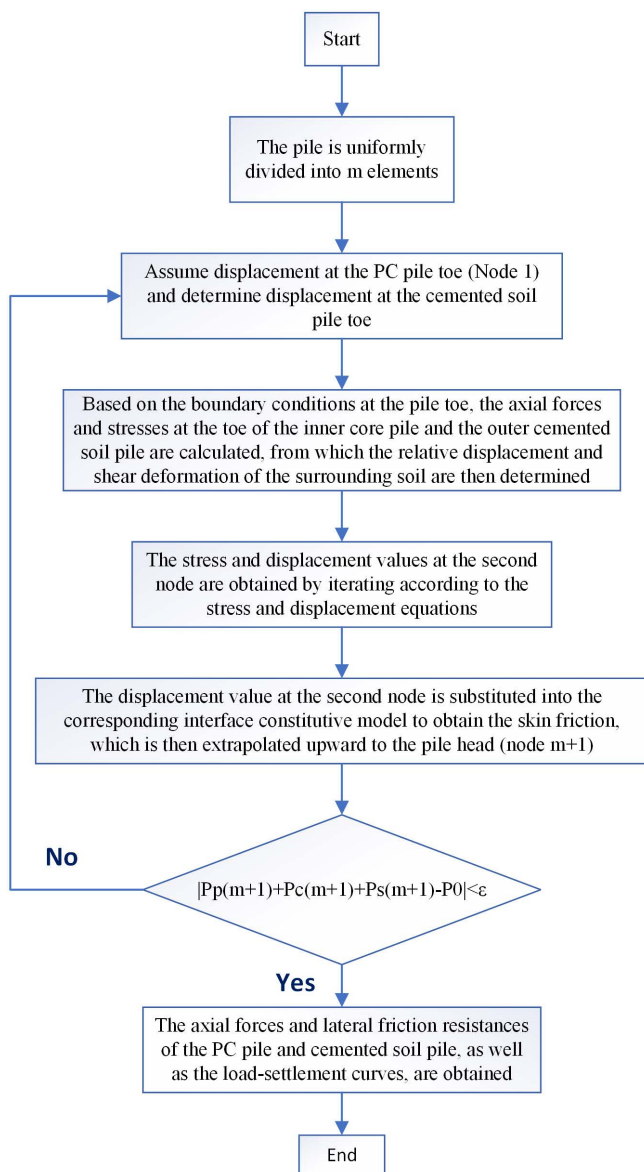 Start
The pile is uniformly
divided into m elements
Assume displacement at the PC pile toe (Node 1)
and determine displacement at the cemented soil
pile toe
Based on the boundary conditions at the pile toe, the axial forces
and stresses at the toe of the inner core pile and the outer cemented
soil pile are calculated, from which the relative displacement and
shear deformation of the surrounding soil are then determined
The stress and displacement values at the second
node are obtained by iterating according to the
stress and displacement equations
The displacement value at the second node is substituted into the
corresponding interface constitutive model to obtain the skin friction,
which is then extrapolated upward to the pile head (node m+1)
No
|Pp(m+1)+Pc(m+1)+Ps(m+1)-P0|<ε
Yes
The axial forces and lateral friction resistances
of the PC pile and cemented soil pile, as well
as the load-settlement curves, are obtained
End